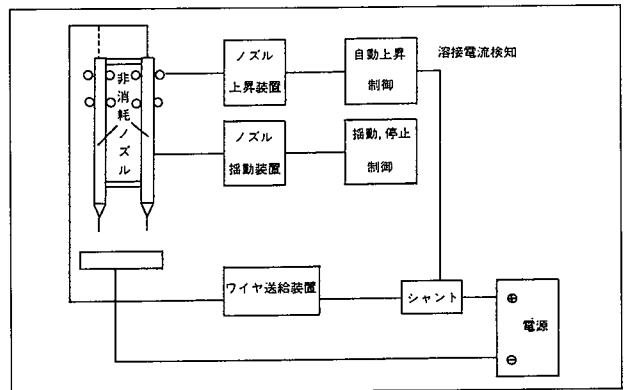 ノズル
上昇装置
自動上昇
制御
溶接電流検知
非消耗ノズル
ノズル
揺動装置
揺動,停止
制御
ワイヤ送給装置
シャント
⊕
電源
⊖